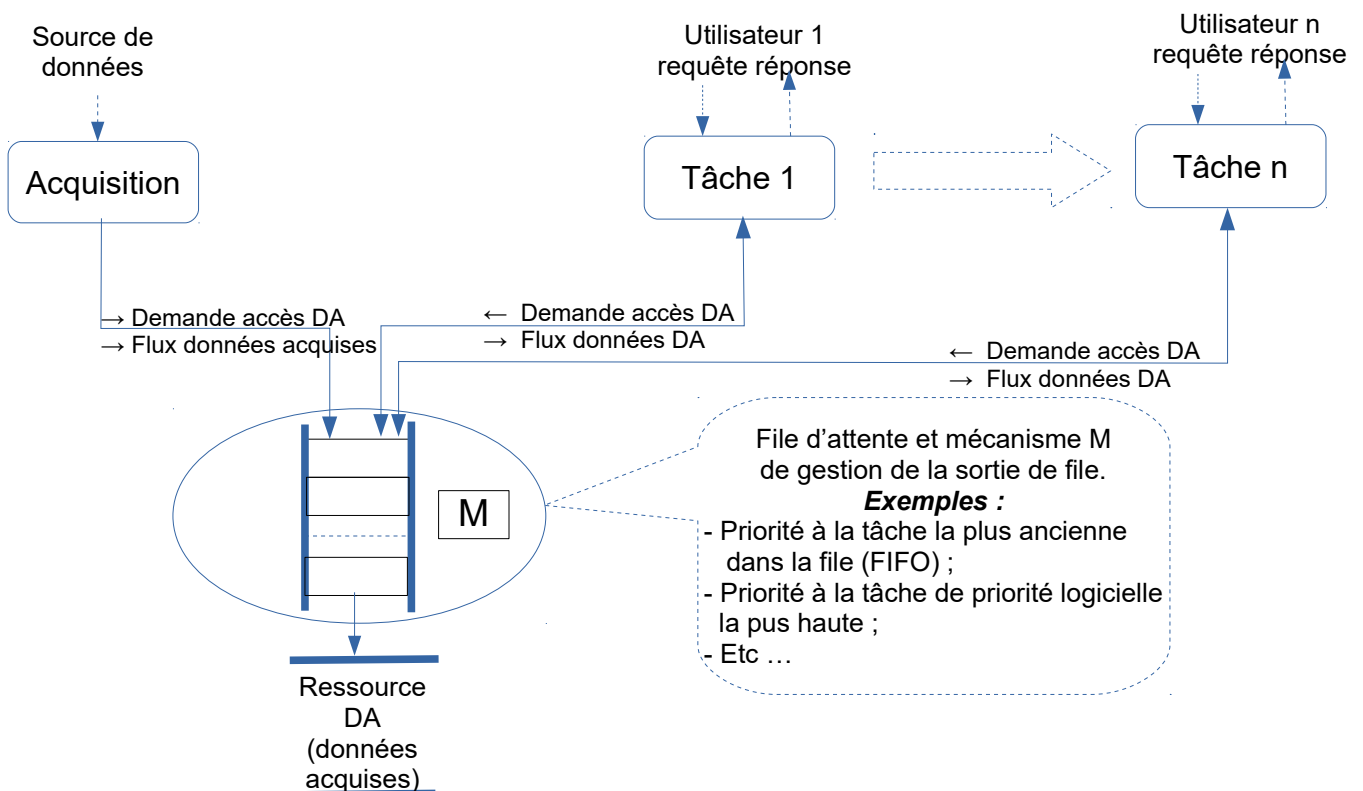 Source de
données
Utilisateur 1
requête réponse
Utilisateur n
requête réponse
Acquisition
Tâche 1
Tâche n
→ Demande accès DA
→ Flux données acquises
← Demande accès DA
→ Flux données DA
← Demande accès DA
→ Flux données DA
M
File d’attente et mécanisme M
de gestion de la sortie de file.
Exemples :
- Priorité à la tâche la plus ancienne
dans la file (FIFO) ;
- Priorité à la tâche de priorité logicielle
la pus haute ;
- Etc …
Ressource
DA
(données
acquises)